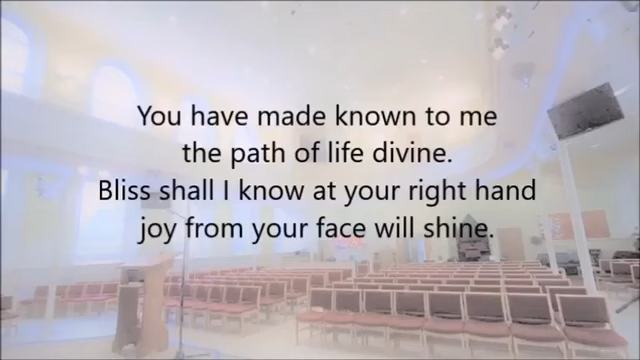 You have made known to me
the path of life divine.
Bliss shall I know at your right hand
joy from your face will shine.